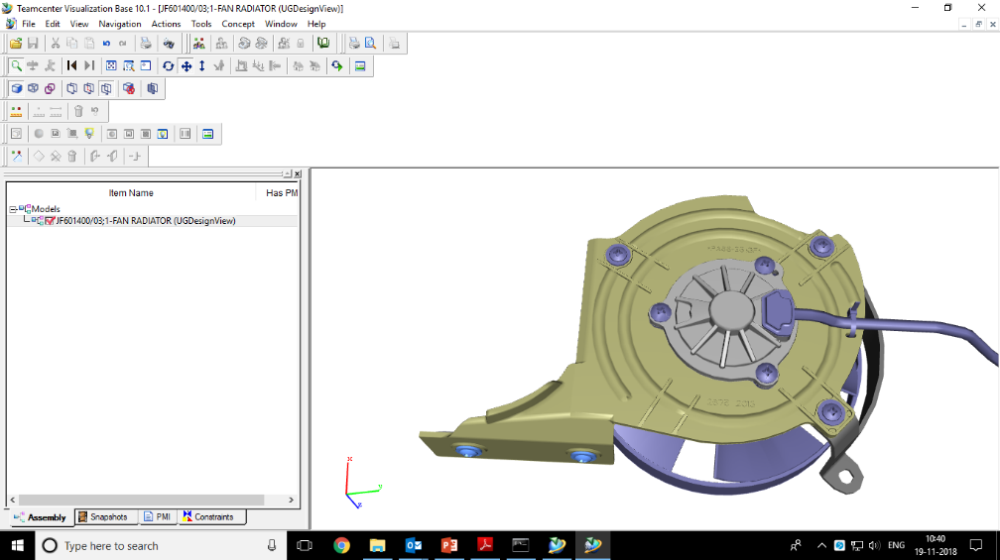 Teamcenter Visualization Base 10.1 - [JF601400/03;1-FAN RADIATOR (UGDesignView)]
File Edit View Navigation Actions Tools Concept Window Help
Item Name Has PM
Models
JF601400/03;1-FAN RADIATOR (UGDesignView)
X
Y
Z
Assembly Snapshots PMI Constraints
Type here to search
ENG
10:40
19-11-2018